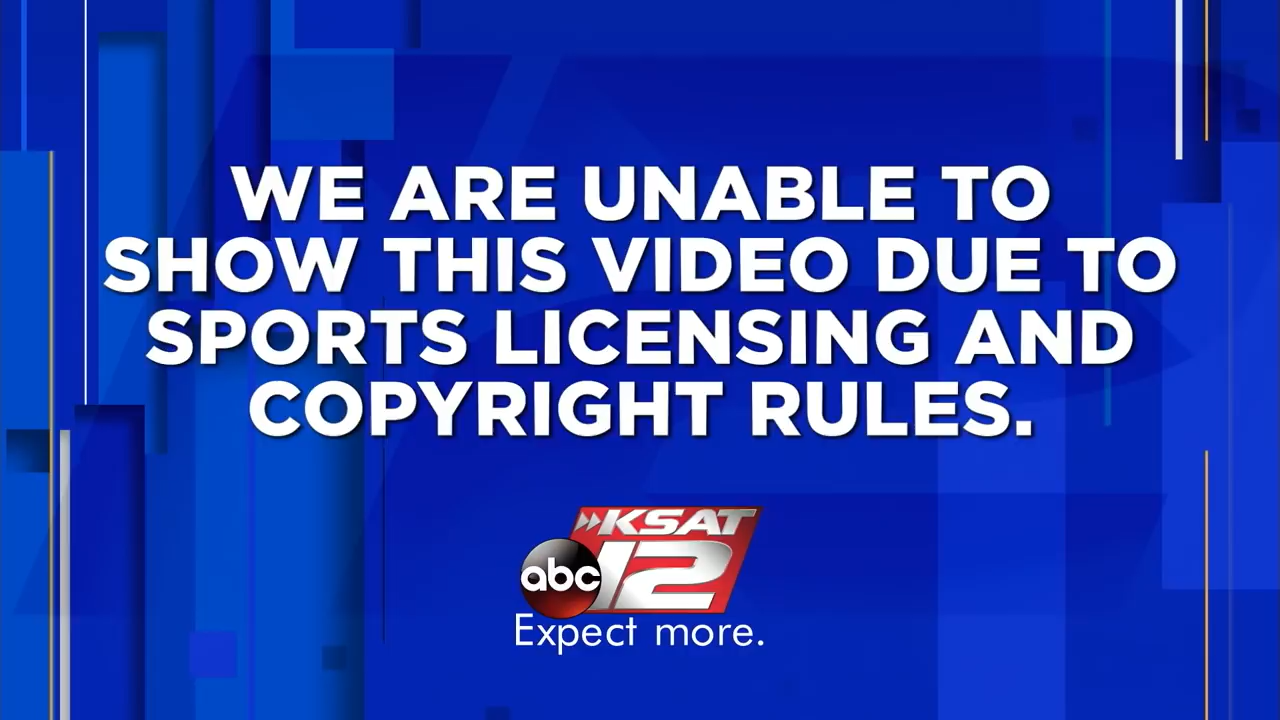 WE ARE UNABLE TO
SHOW THIS VIDEO DUE TO
SPORTS LICENSING AND
COPYRIGHT RULES.
KSAT
abc 12
Expect more.